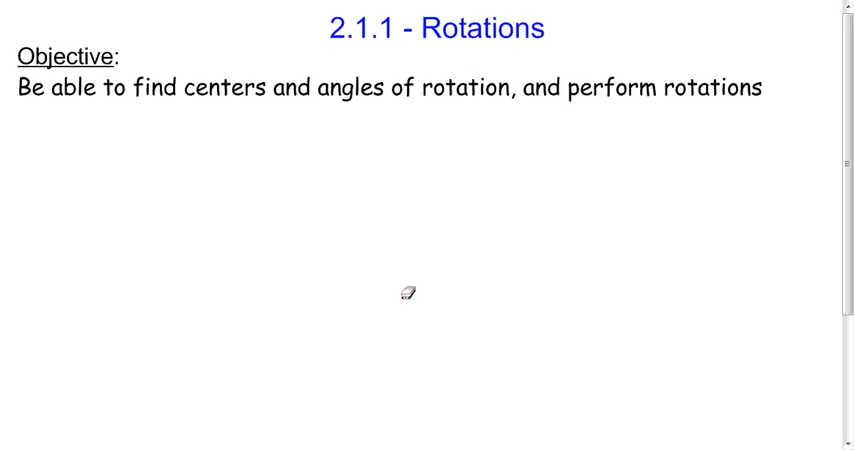 2.1.1 - Rotations
Objective:
Be able to find centers and angles of rotation, and perform rotations